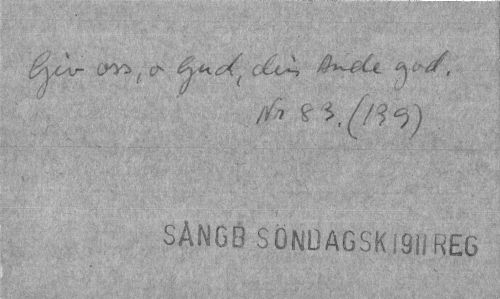 Giv oss, o Gud, din Ande god.
Nr 83. (139)
SÅNGB SÖNDAGSK 1911 REG